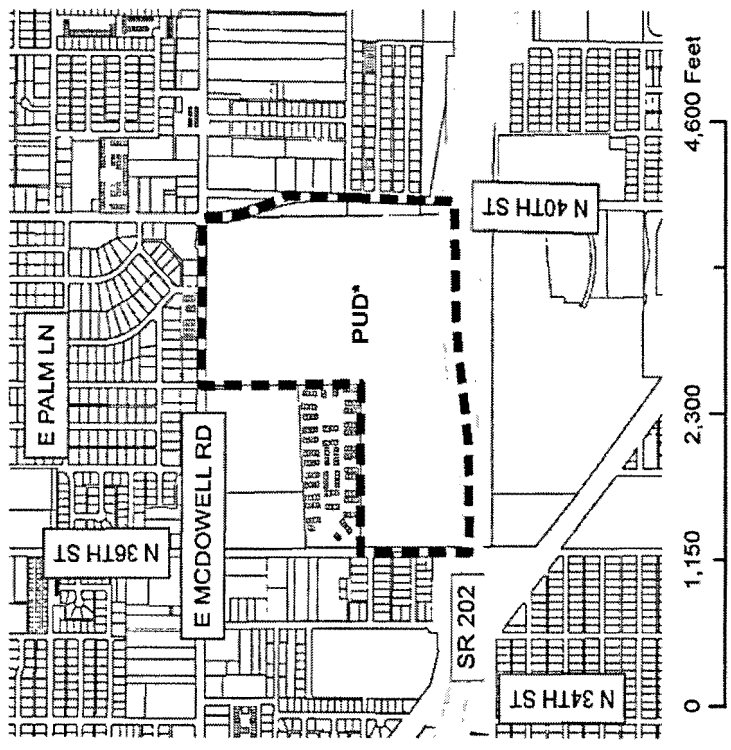 E PALM LN
N 36TH ST
E MCDOWELL RD
PUD*
N 40TH ST
SR 202
N 34TH ST
0 1,150 2,300 4,600 Feet